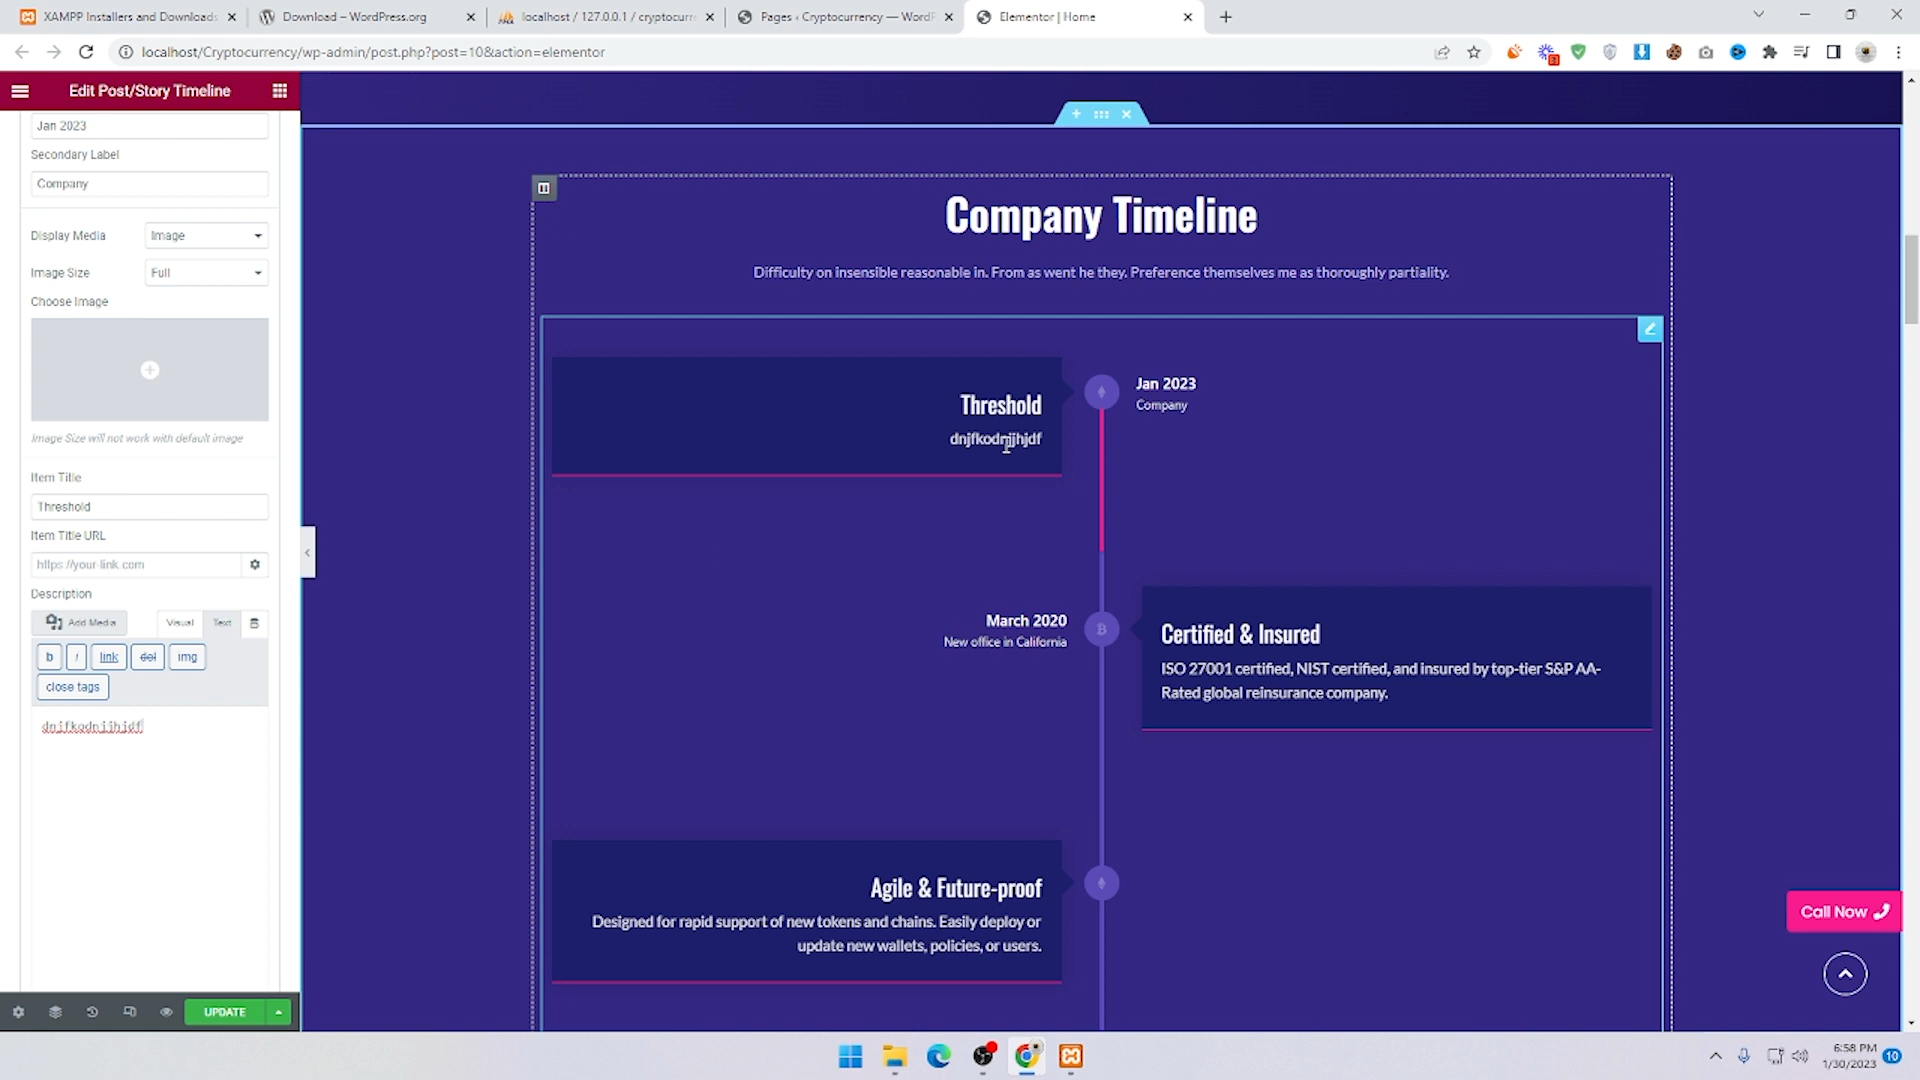 XAMPP Installers and Downloads
Download – WordPress.org
localhost / 127.0.0.1 / cryptocurr
Pages ‹ Cryptocurrency — WordP
Elementor | Home
localhost/Cryptocurrency/wp-admin/post.php?post=10&action=elementor
Edit Post/Story Timeline
Jan 2023
Secondary Label
Company
Display Media
Image
Image Size
Full
Choose Image
Image Size will not work with default image
Item Title
Threshold
Item Title URL
https://your-link.com
Description
Add Media
Visual
Text
b
i
link
del
img
close tags
dnjfkodnjjhjdf
UPDATE
Company Timeline
Difficulty on insensible reasonable in. From as went he they. Preference themselves me as thoroughly partiality.
Threshold
dnjfkodnjjhjdf
Jan 2023
Company
March 2020
New office in California
Certified & Insured
ISO 27001 certified, NIST certified, and insured by top-tier S&P AA-
Rated global reinsurance company.
Agile & Future-proof
Designed for rapid support of new tokens and chains. Easily deploy or
update new wallets, policies, or users.
Call Now
6:58 PM
1/30/2023
10